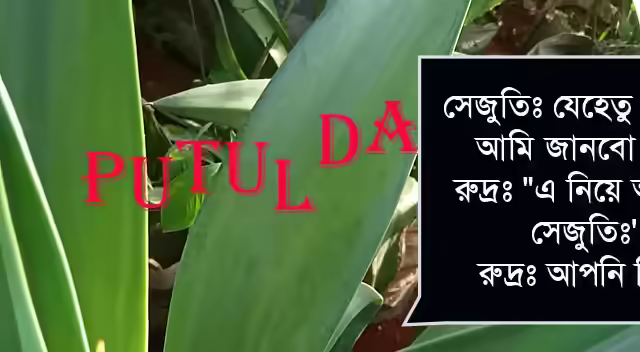 PUTUL DA
সেজুতিঃ যেহেতু
আমি জানবো
রুদ্রঃ "এ নিয়ে
সেজুতিঃ'
রুদ্রঃ আপনি